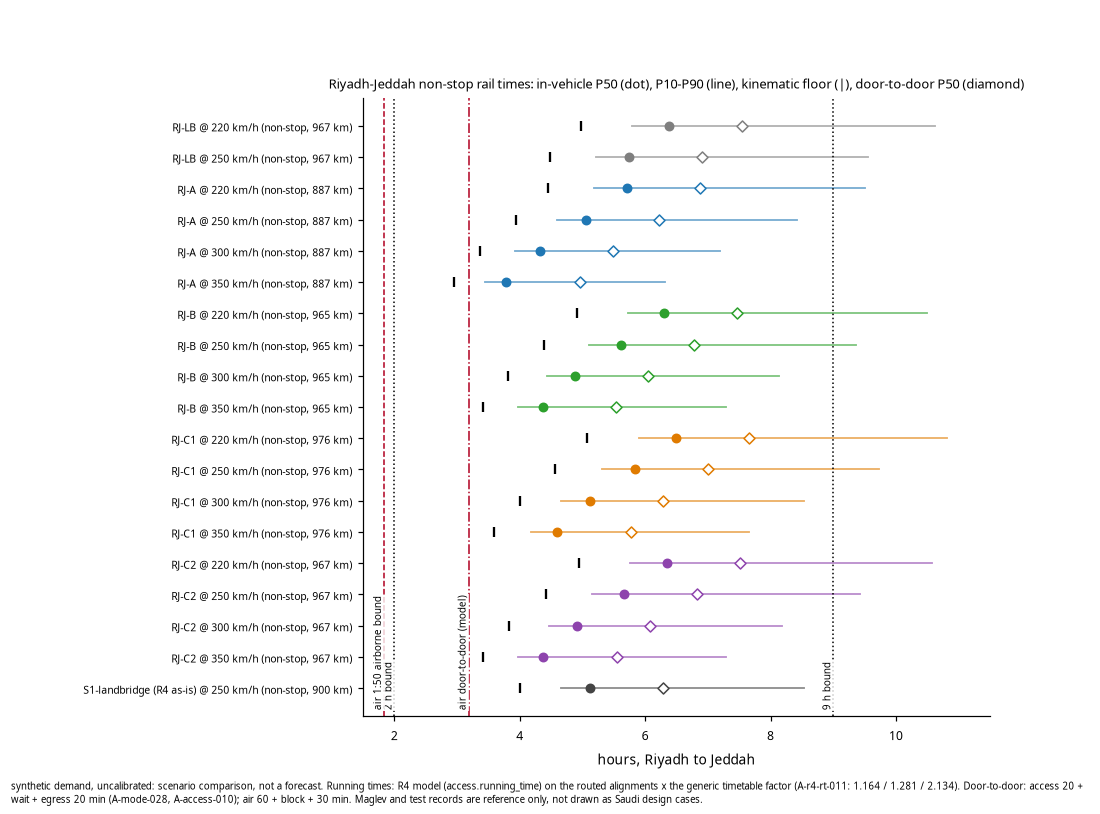 Riyadh-Jeddah non-stop rail times: in-vehicle P50 (dot), P10-P90 (line), kinematic floor (|), door-to-door P50 (diamond)
RJ-LB @ 220 km/h (non-stop, 967 km)
RJ-LB @ 250 km/h (non-stop, 967 km)
RJ-A @ 220 km/h (non-stop, 887 km)
RJ-A @ 250 km/h (non-stop, 887 km)
RJ-A @ 300 km/h (non-stop, 887 km)
RJ-A @ 350 km/h (non-stop, 887 km)
RJ-B @ 220 km/h (non-stop, 965 km)
RJ-B @ 250 km/h (non-stop, 965 km)
RJ-B @ 300 km/h (non-stop, 965 km)
RJ-B @ 350 km/h (non-stop, 965 km)
RJ-C1 @ 220 km/h (non-stop, 976 km)
RJ-C1 @ 250 km/h (non-stop, 976 km)
RJ-C1 @ 300 km/h (non-stop, 976 km)
RJ-C1 @ 350 km/h (non-stop, 976 km)
RJ-C2 @ 220 km/h (non-stop, 967 km)
RJ-C2 @ 250 km/h (non-stop, 967 km)
RJ-C2 @ 300 km/h (non-stop, 967 km)
RJ-C2 @ 350 km/h (non-stop, 967 km)
S1-landbridge (R4 as-is) @ 250 km/h (non-stop, 900 km)
air 1:50 airborne bound
2 h bound
air door-to-door (model)
9 h bound
2 4 6 8 10
hours, Riyadh to Jeddah
synthetic demand, uncalibrated: scenario comparison, not a forecast. Running times: R4 model (access.running_time) on the routed alignments x the generic timetable factor (A-r4-rt-011: 1.164 / 1.281 / 2.134). Door-to-door: access 20 +
wait + egress 20 min (A-mode-028, A-access-010); air 60 + block + 30 min. Maglev and test records are reference only, not drawn as Saudi design cases.